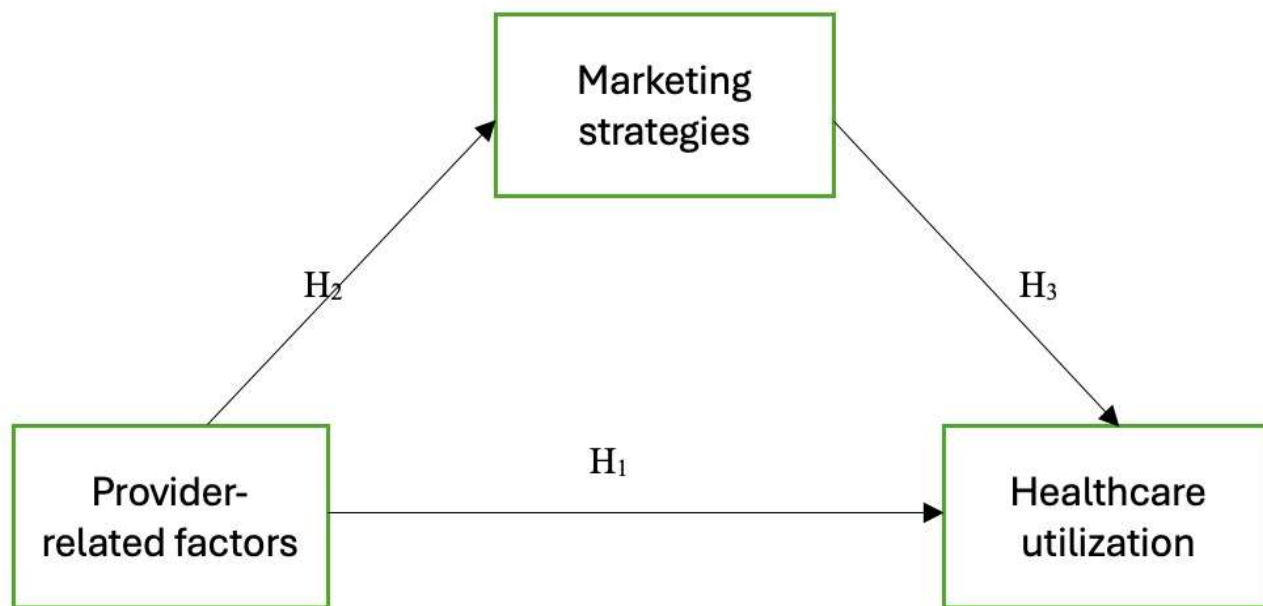 Marketing
strategies
H₂
H₃
H₁
Provider-
related factors
Healthcare
utilization